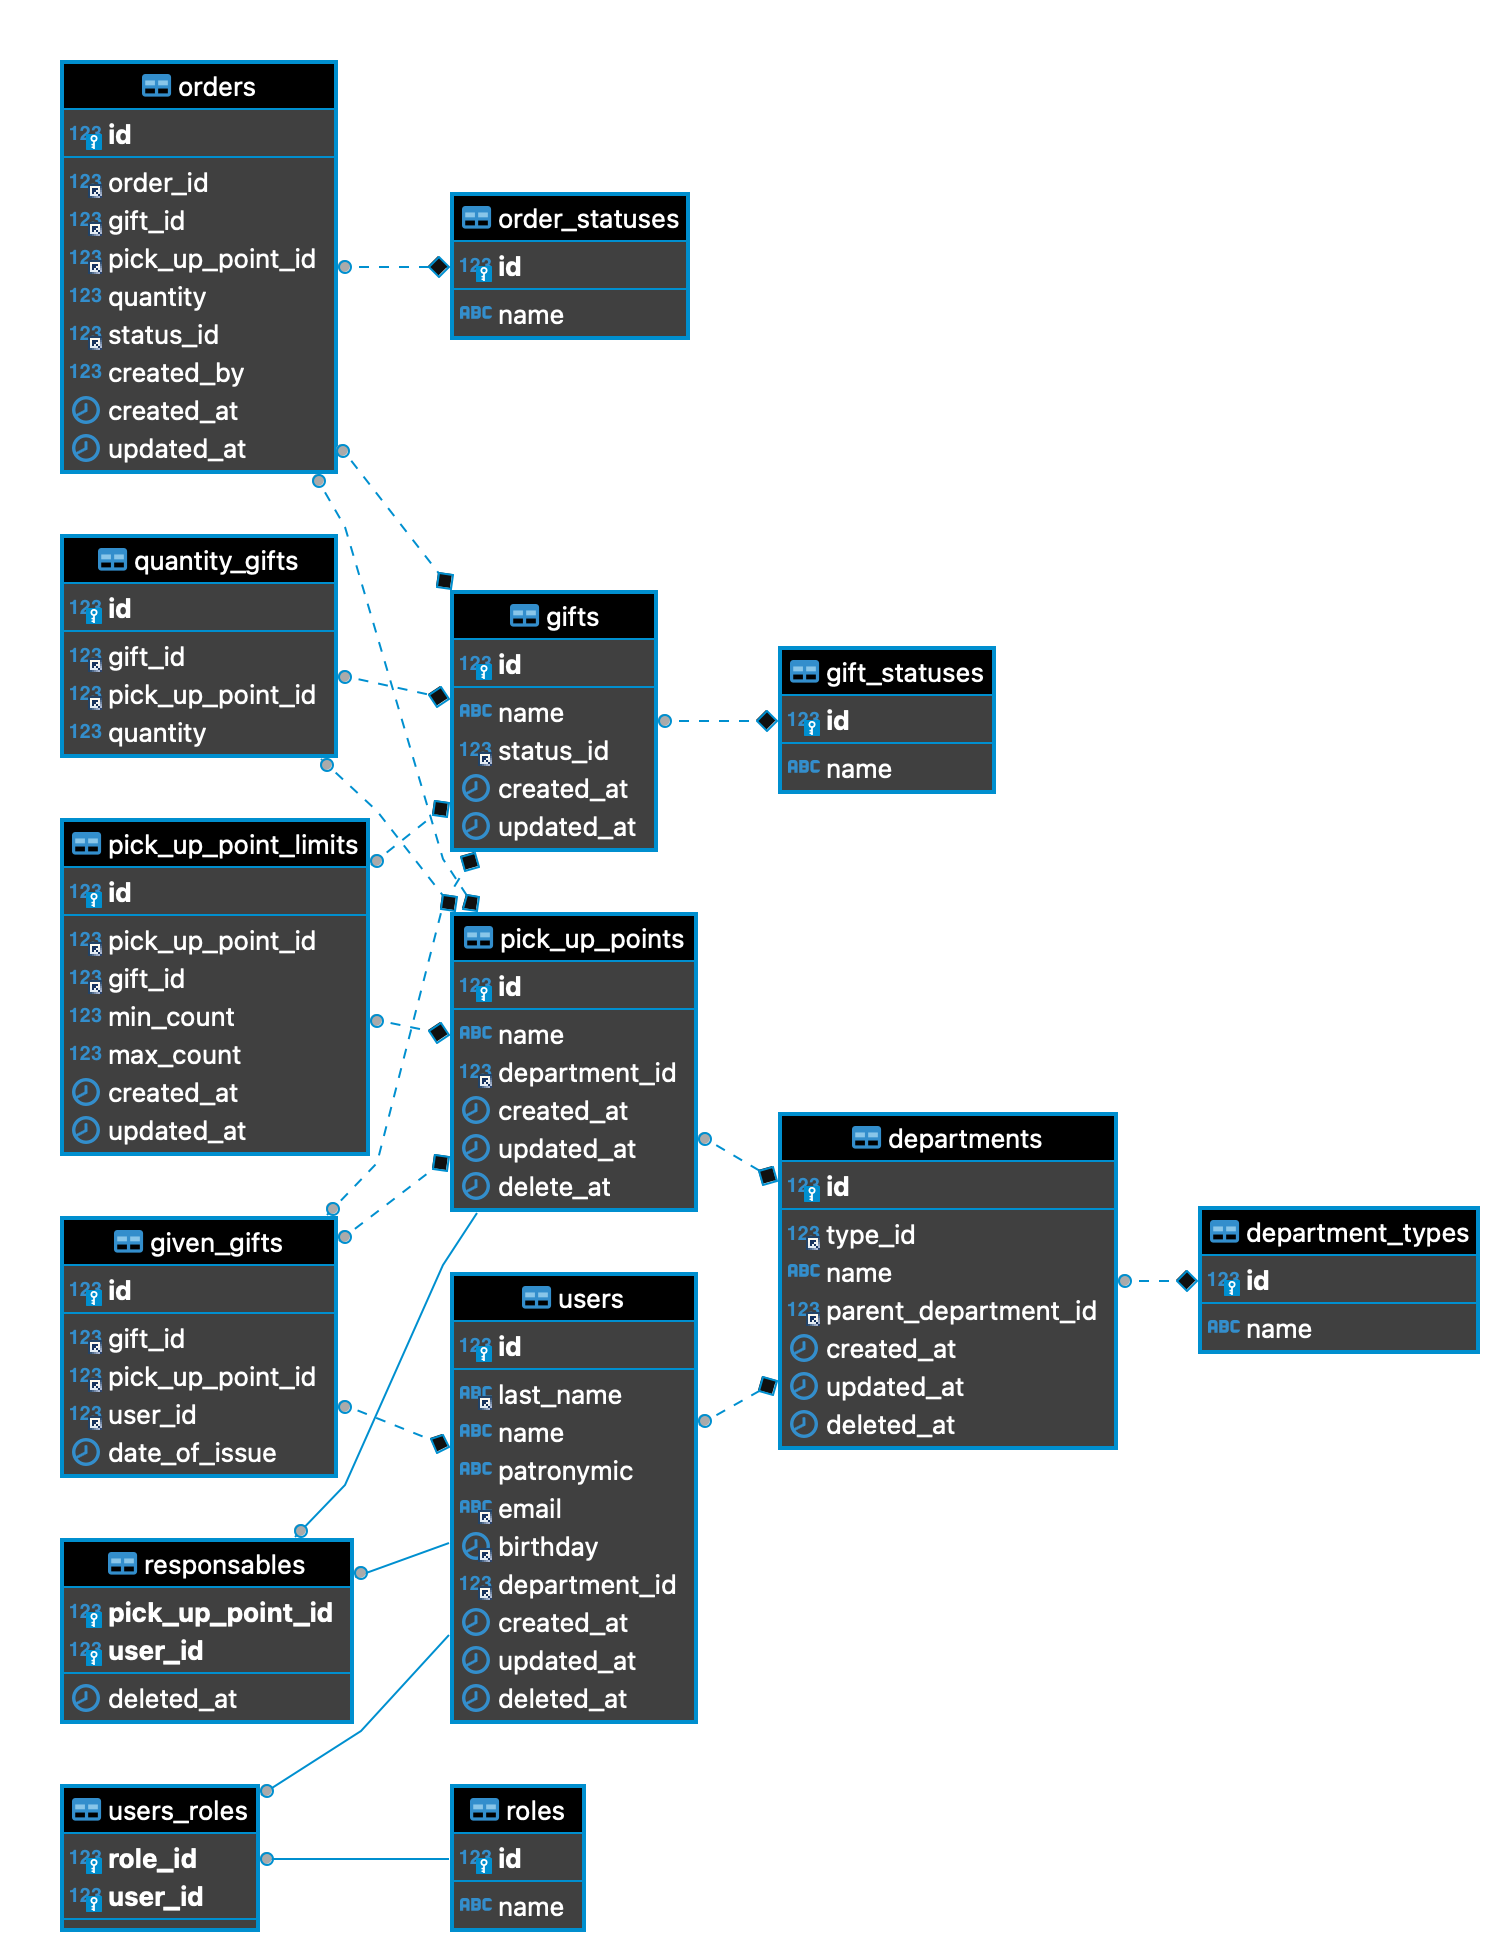 orders
123 id
123 order_id
123 gift_id
123 pick_up_point_id
123 quantity
123 status_id
123 created_by
created_at
updated_at
order_statuses
123 id
ABC name
quantity_gifts
123 id
123 gift_id
123 pick_up_point_id
123 quantity
gifts
123 id
ABC name
123 status_id
created_at
updated_at
gift_statuses
123 id
ABC name
pick_up_point_limits
123 id
123 pick_up_point_id
123 gift_id
123 min_count
123 max_count
created_at
updated_at
pick_up_points
123 id
ABC name
123 department_id
created_at
updated_at
delete_at
departments
123 id
123 type_id
ABC name
123 parent_department_id
created_at
updated_at
deleted_at
department_types
123 id
ABC name
given_gifts
123 id
123 gift_id
123 pick_up_point_id
123 user_id
date_of_issue
users
123 id
ABC last_name
ABC name
ABC patronymic
ABC email
birthday
123 department_id
created_at
updated_at
deleted_at
responsables
123 pick_up_point_id
123 user_id
deleted_at
users_roles
123 role_id
123 user_id
roles
123 id
ABC name